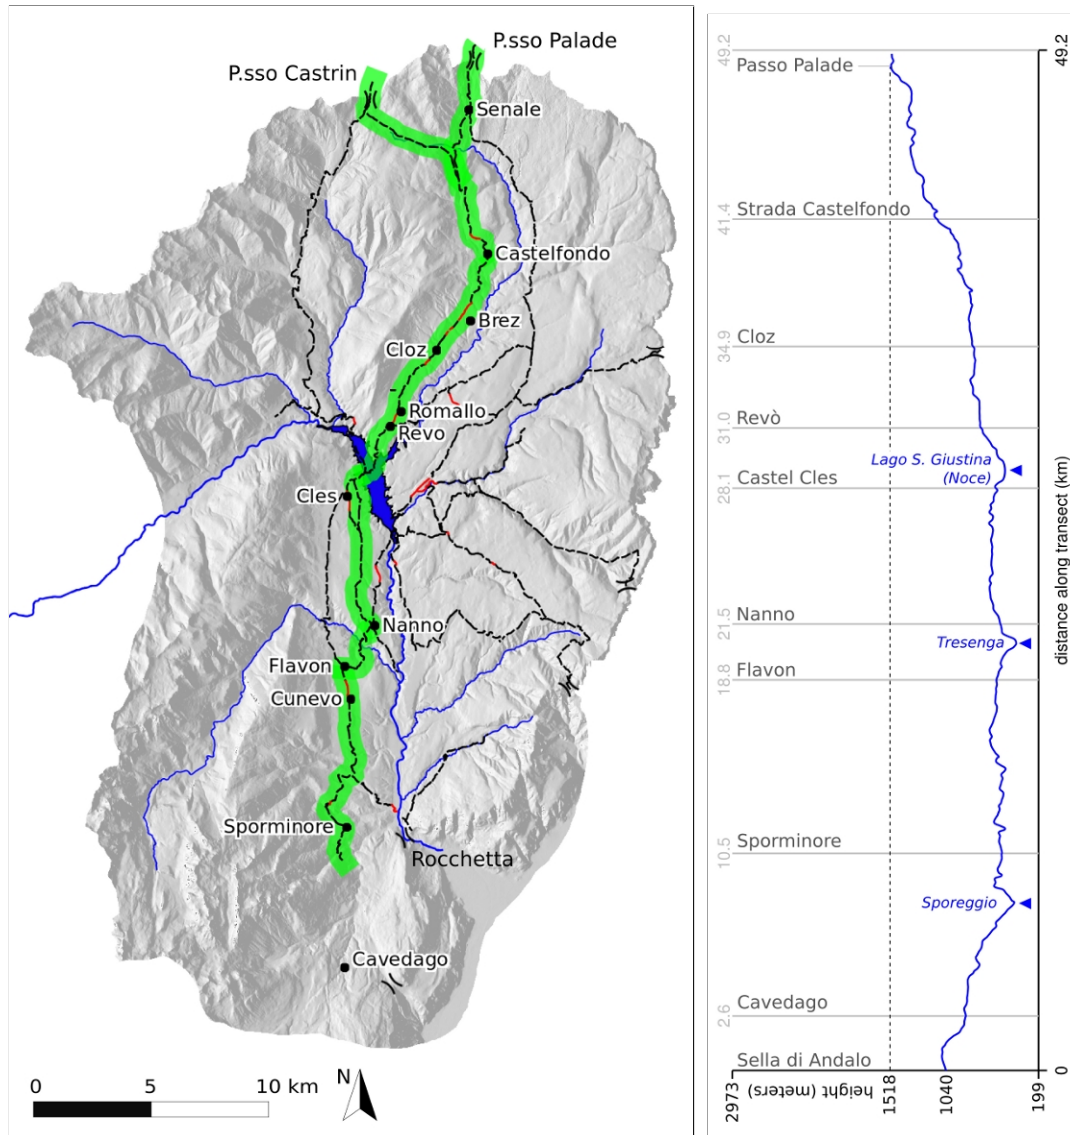 P.sso Palade
P.sso Castrin
Senale
Castelfondo
Brez
Cloz
Romallo
Revo
Cles
Nanno
Flavon
Cunevo
Sporminore
Rocchetta
Cavedago
0 5 10 km
N
49.2
Passo Palade
49.2
41.4
Strada Castelfondo
34.9
Cloz
31.0
Revò
Lago S. Giustina
(Noce)
28.1
Castel Cles
21.5
Nanno
Tresenga
18.8
Flavon
10.5
Sporminore
Sporeggio
2.6
Cavedago
Sella di Andalo
0
2973
height (meters)
1518
1040
199
distance along transect (km)